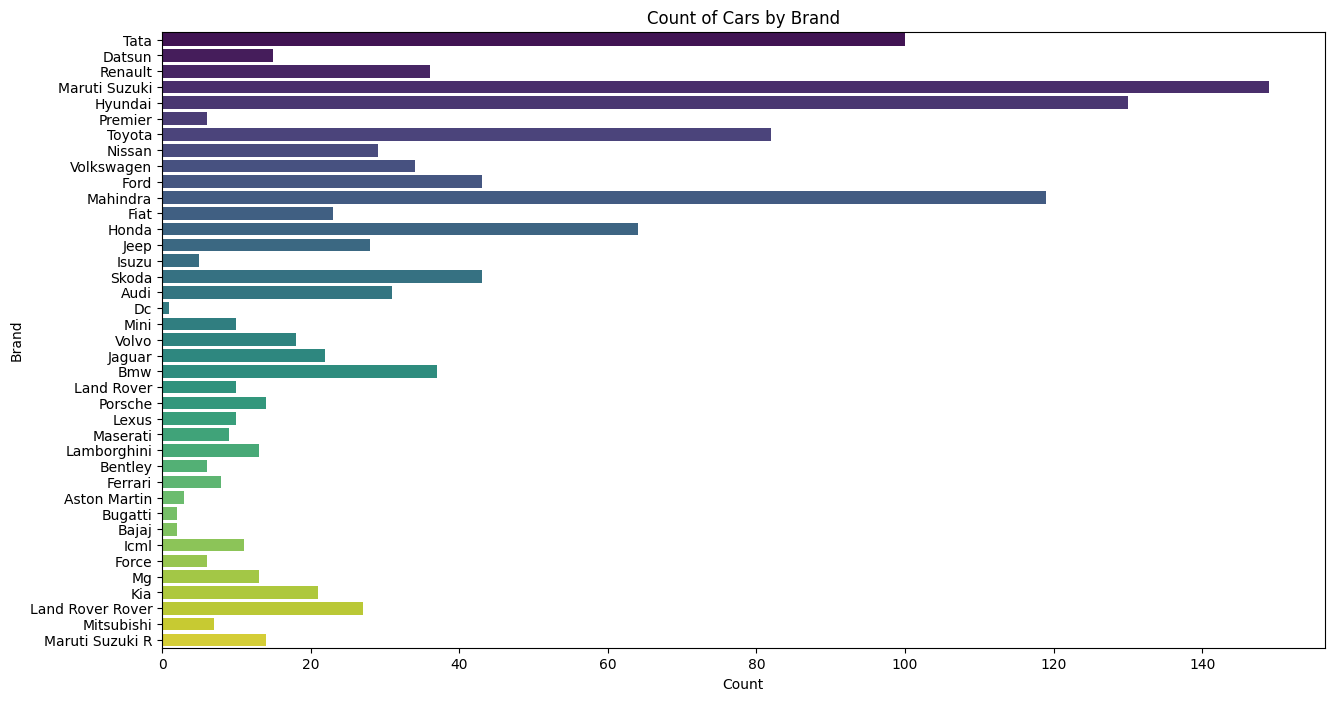 Count of Cars by Brand
Brand
Tata
Datsun
Renault
Maruti Suzuki
Hyundai
Premier
Toyota
Nissan
Volkswagen
Ford
Mahindra
Fiat
Honda
Jeep
Isuzu
Skoda
Audi
Dc
Mini
Volvo
Jaguar
Bmw
Land Rover
Porsche
Lexus
Maserati
Lamborghini
Bentley
Ferrari
Aston Martin
Bugatti
Bajaj
Icml
Force
Mg
Kia
Land Rover Rover
Mitsubishi
Maruti Suzuki R
0 20 40 60 80 100 120 140
Count